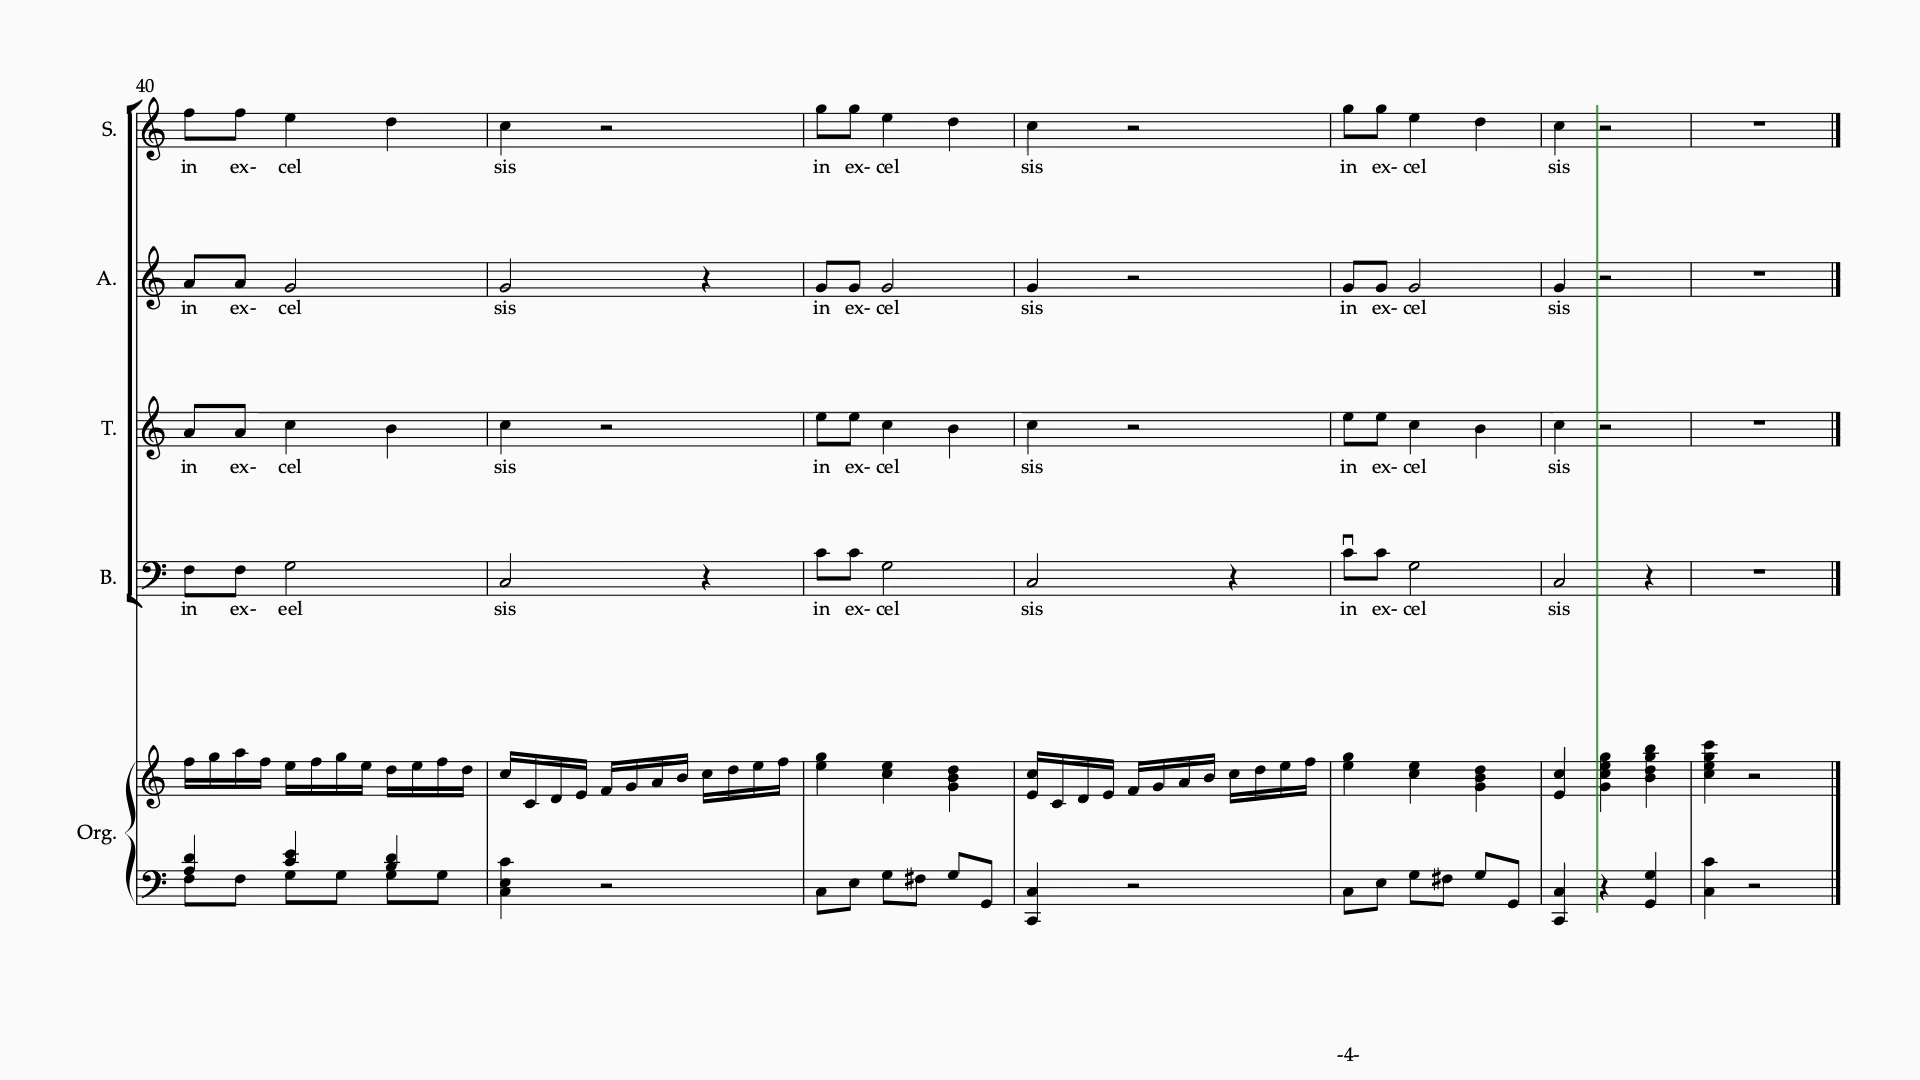 40
S.
in ex- cel sis in ex- cel sis in ex- cel sis
A.
in ex- cel sis in ex- cel sis in ex- cel sis
T.
in ex- cel sis in ex- cel sis in ex- cel sis
B.
in ex- eel sis in ex- cel sis in ex- cel sis
Org.
-4-